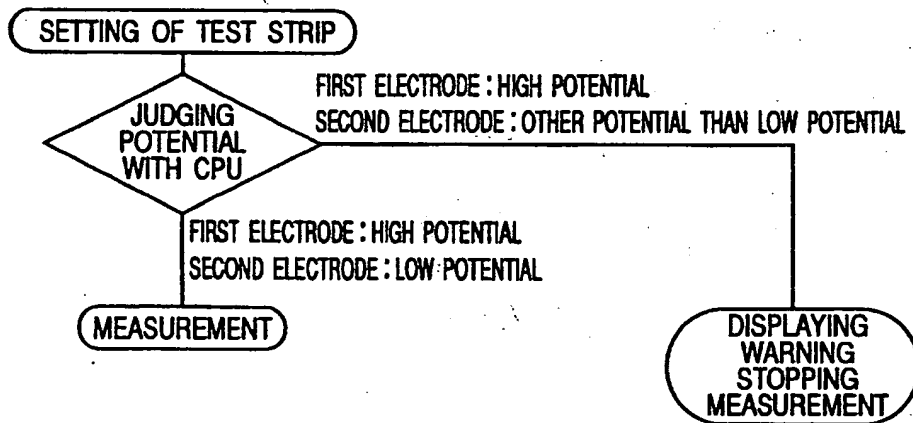 SETTING OF TEST STRIP
FIRST ELECTRODE : HIGH POTENTIAL
SECOND ELECTRODE : OTHER POTENTIAL THAN LOW POTENTIAL
JUDGING
POTENTIAL
WITH CPU
FIRST ELECTRODE : HIGH POTENTIAL
SECOND ELECTRODE : LOW POTENTIAL
MEASUREMENT
DISPLAYING
WARNING
STOPPING
MEASUREMENT